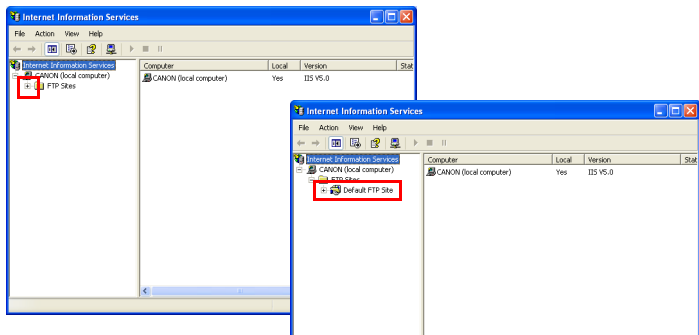 Internet Information Services
File Action View Help
Internet Information Services
CANON (local computer)
FTP Sites
Computer Local Version Stat
CANON (local computer) Yes IIS V5.0
Internet Information Services
File Action View Help
Internet Information Services
CANON (local computer)
FTP Sites
Default FTP Site
Computer Local Version Stat
CANON (local computer) Yes IIS V5.0